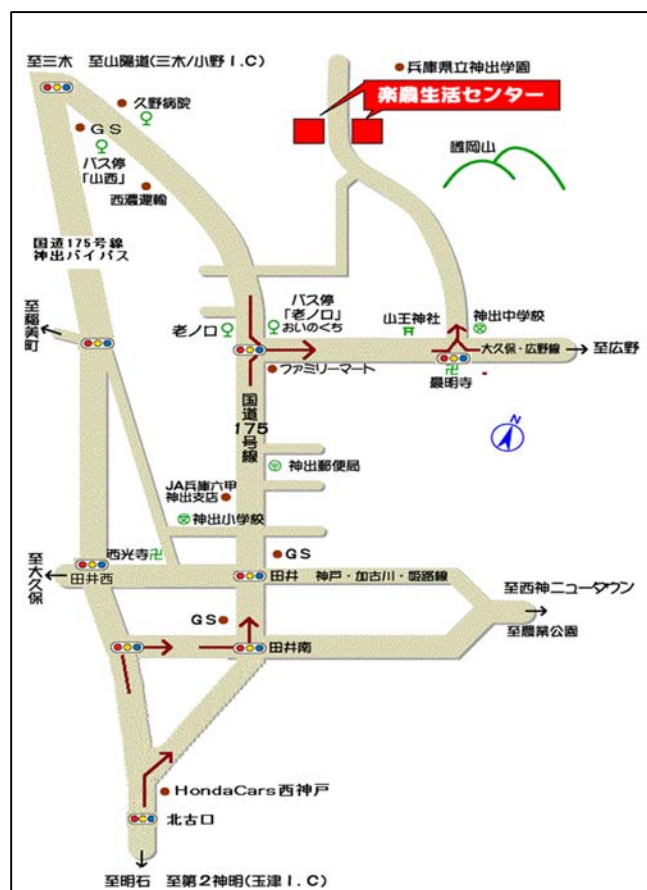 至三木　至山陽道(三木/小野Ｉ.Ｃ)
兵庫県立神出学園
楽農生活センター
久野病院
ＧＳ
バス停
「山西」
西濃運輸
雄岡山
国道175号線
神出バイパス
至稲美町
老ノ口
バス停
「老ノ口」
おいのくち
山王神社
神出中学校
大久保・広野線
至広野
最明寺
ファミリーマート
国道175号線
N
神出郵便局
JA兵庫六甲
神出支店
神出小学校
西光寺
至大久保
田井西
ＧＳ
田井
神戸・加古川・姫路線
至西神ニュータウン
至農業公園
ＧＳ
田井南
HondaCars西神戸
北古口
至明石　至第２神明(玉津Ｉ.Ｃ)